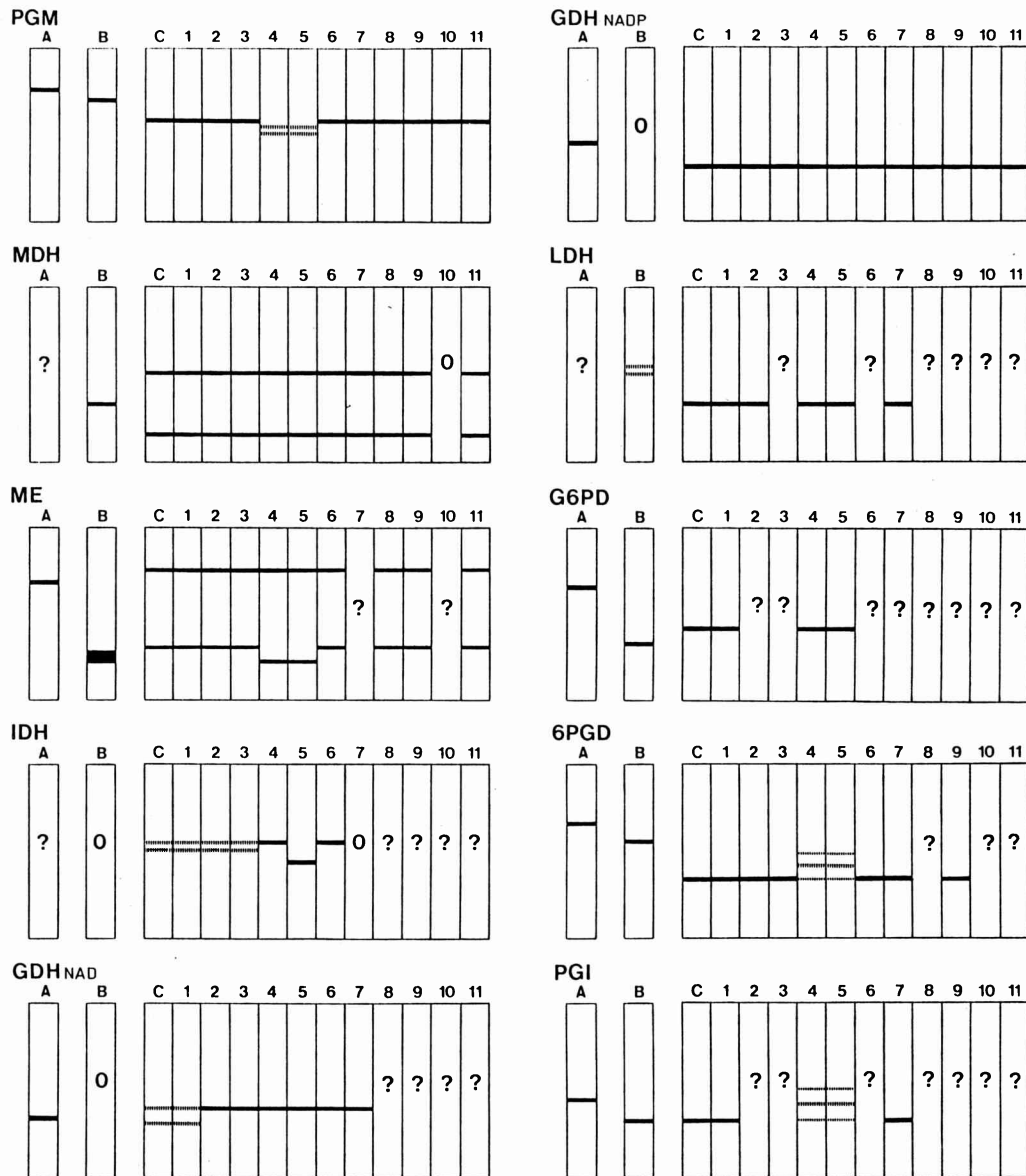 PGM
A B C 1 2 3 4 5 6 7 8 9 10 11
GDH NADP
A B C 1 2 3 4 5 6 7 8 9 10 11
0
MDH
A B C 1 2 3 4 5 6 7 8 9 10 11
? 0
LDH
A B C 1 2 3 4 5 6 7 8 9 10 11
? ? ? ? ? ? ?
ME
A B C 1 2 3 4 5 6 7 8 9 10 11
? ?
G6PD
A B C 1 2 3 4 5 6 7 8 9 10 11
? ? ? ? ? ? ? ?
IDH
A B C 1 2 3 4 5 6 7 8 9 10 11
? 0 0 ? ? ? ?
6PGD
A B C 1 2 3 4 5 6 7 8 9 10 11
? ? ?
GDH NAD
A B C 1 2 3 4 5 6 7 8 9 10 11
0 ? ? ? ?
PGI
A B C 1 2 3 4 5 6 7 8 9 10 11
? ? ? ? ? ? ?